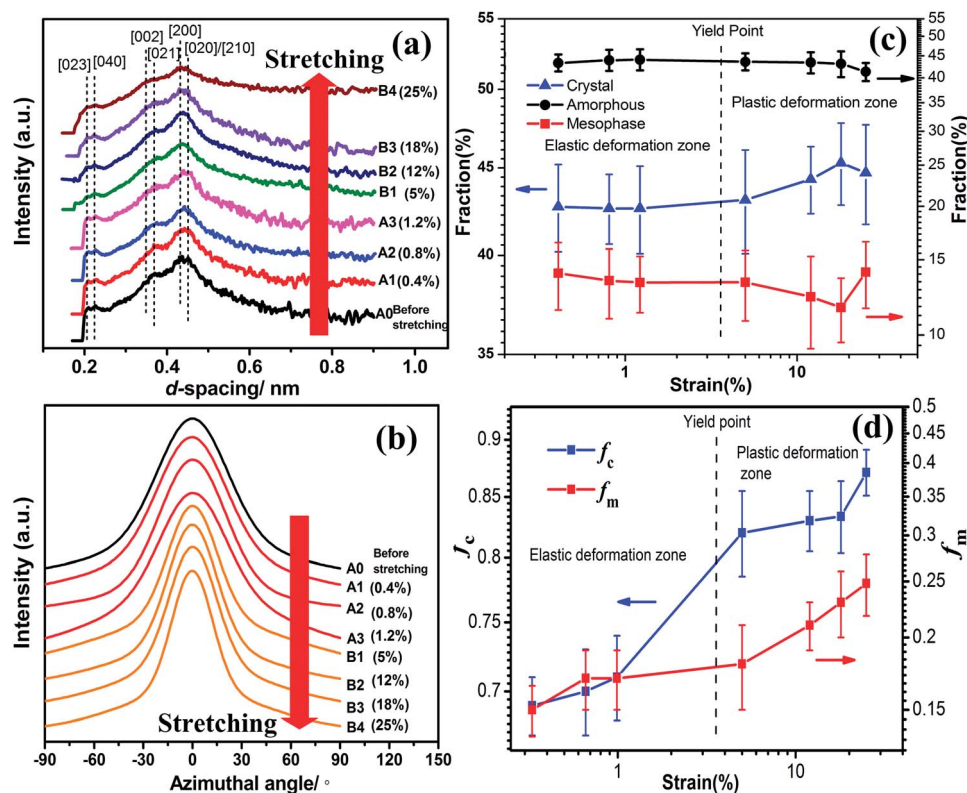 (a)
[200]
[002]
[020]/[210]
[021]
[023]
[040]
Stretching
B4 (25%)
B3 (18%)
B2 (12%)
B1 (5%)
A3 (1.2%)
A2 (0.8%)
A1 (0.4%)
A0 Before stretching
Intensity (a.u.)
0.2 0.4 0.6 0.8 1.0
d-spacing/ nm
(c)
Yield Point
Crystal
Amorphous
Mesophase
Plastic deformation zone
Elastic deformation zone
Fraction(%)
55
50
45
40
35
Fraction(%)
55
50
45
40
35
30
25
20
15
10
1 10
Strain(%)
(b)
Before stretching
A0
A1 (0.4%)
A2 (0.8%)
A3 (1.2%)
B1 (5%)
B2 (12%)
B3 (18%)
B4 (25%)
Stretching
Intensity (a.u.)
-90 -60 -30 0 30 60 90 120 150
Azimuthal angle/ °
(d)
Yield point
fc
fm
Plastic deformation
zone
Elastic deformation zone
fc
0.9
0.85
0.8
0.75
0.7
fm
0.5
0.45
0.4
0.35
0.3
0.25
0.2
0.15
1 10
Strain(%)